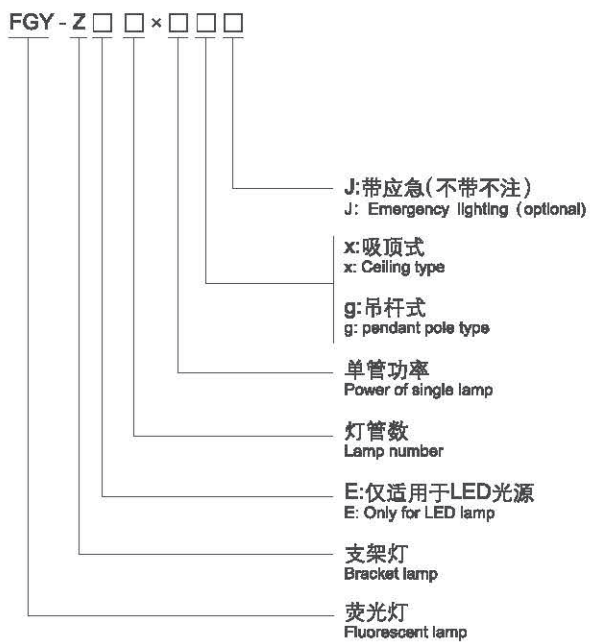 FGY - Z□ □ × □ □ □
J:带应急(不带不注)
J: Emergency lighting (optional)
x:吸顶式
x: Ceiling type
g:吊杆式
g: pendant pole type
单管功率
Power of single lamp
灯管数
Lamp number
E:仅适用于LED光源
E: Only for LED lamp
支架灯
Bracket lamp
荧光灯
Fluorescent lamp